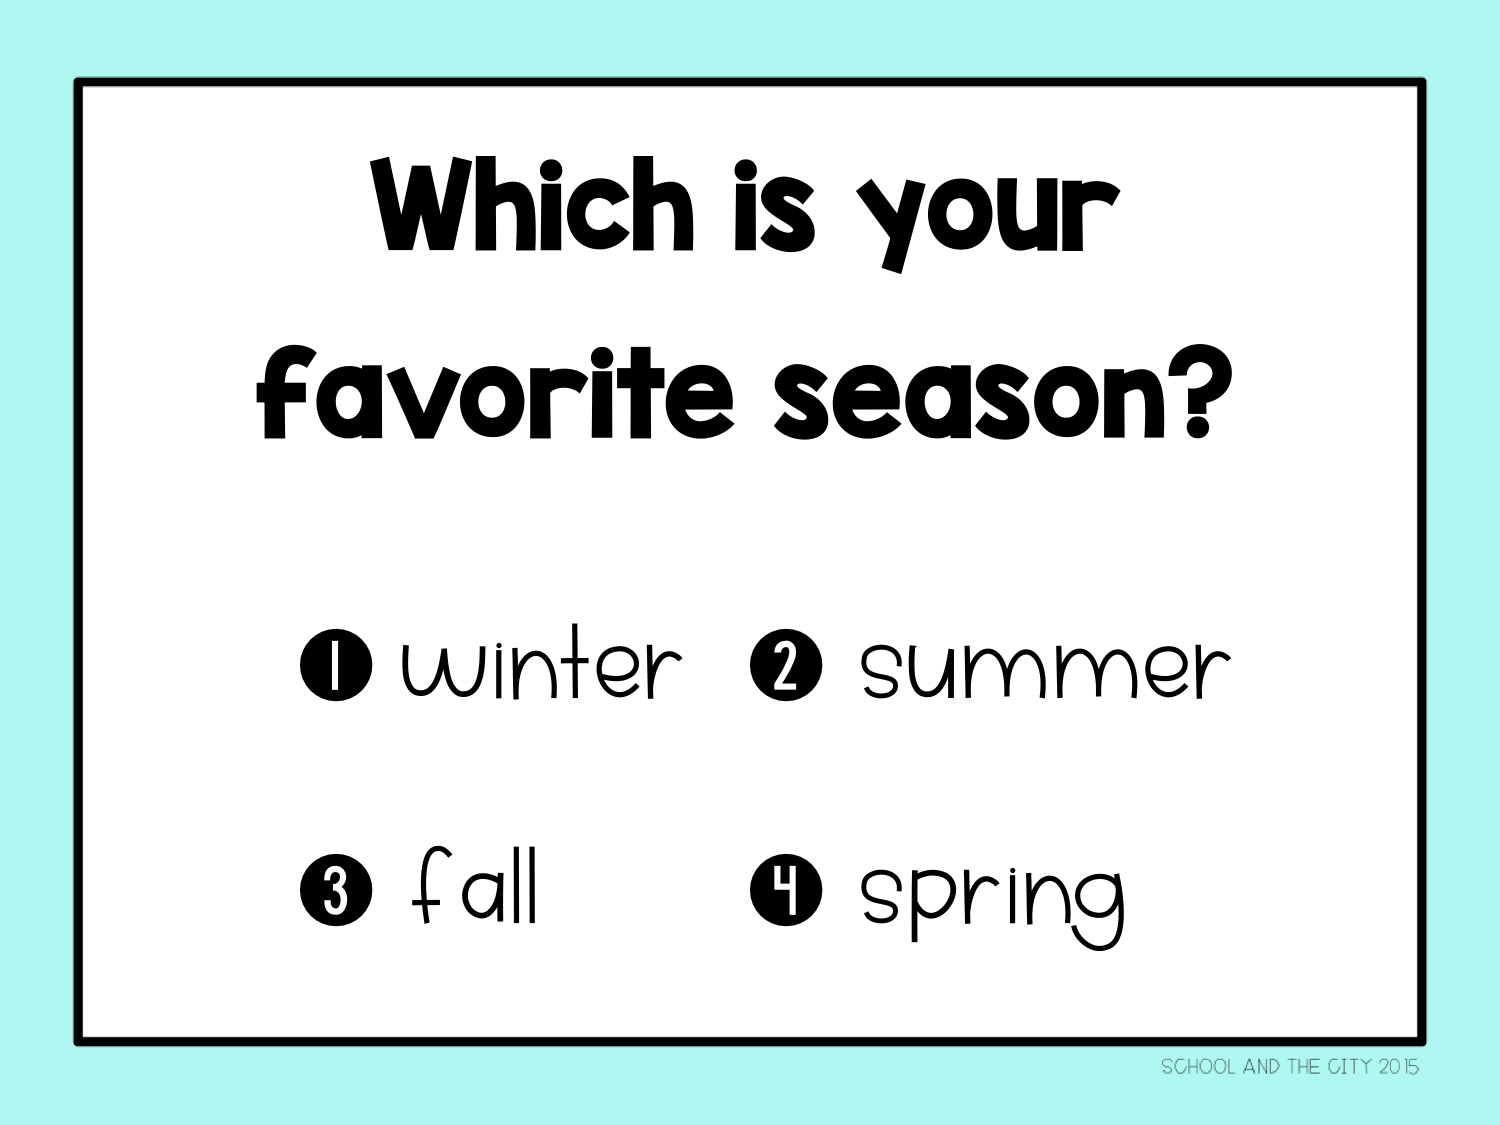 Which is your
favorite season?
1 winter 2 summer
3 fall 4 spring
SCHOOL AND THE CITY 2015